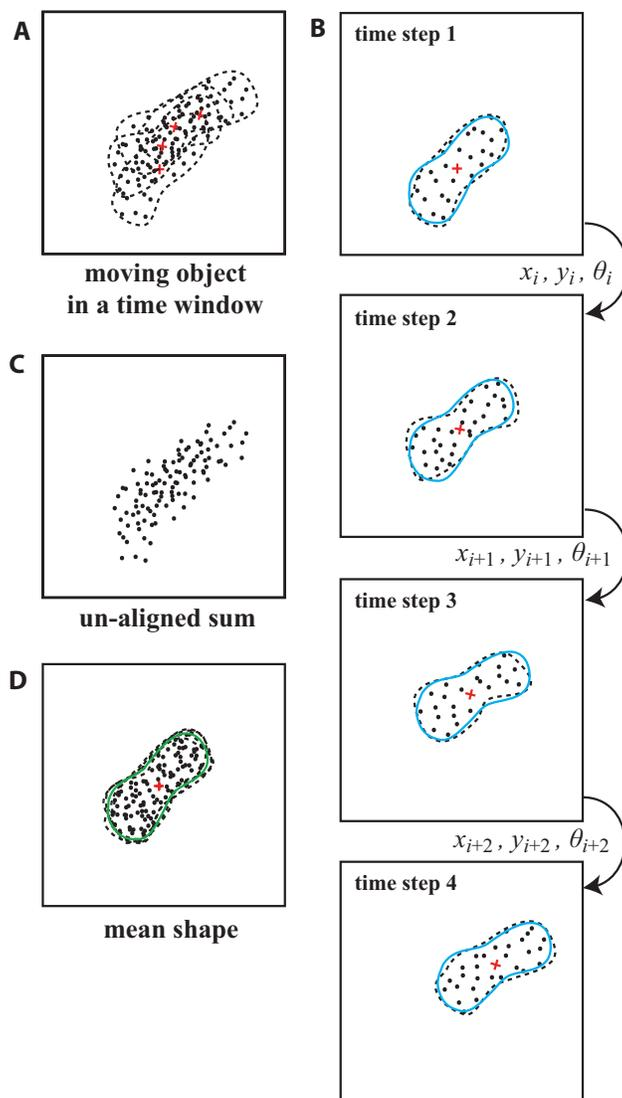 A
moving object
in a time window
B
time step 1
x_i , y_i , θ_i
time step 2
x_{i+1} , y_{i+1} , θ_{i+1}
time step 3
x_{i+2} , y_{i+2} , θ_{i+2}
time step 4
C
un-aligned sum
D
mean shape